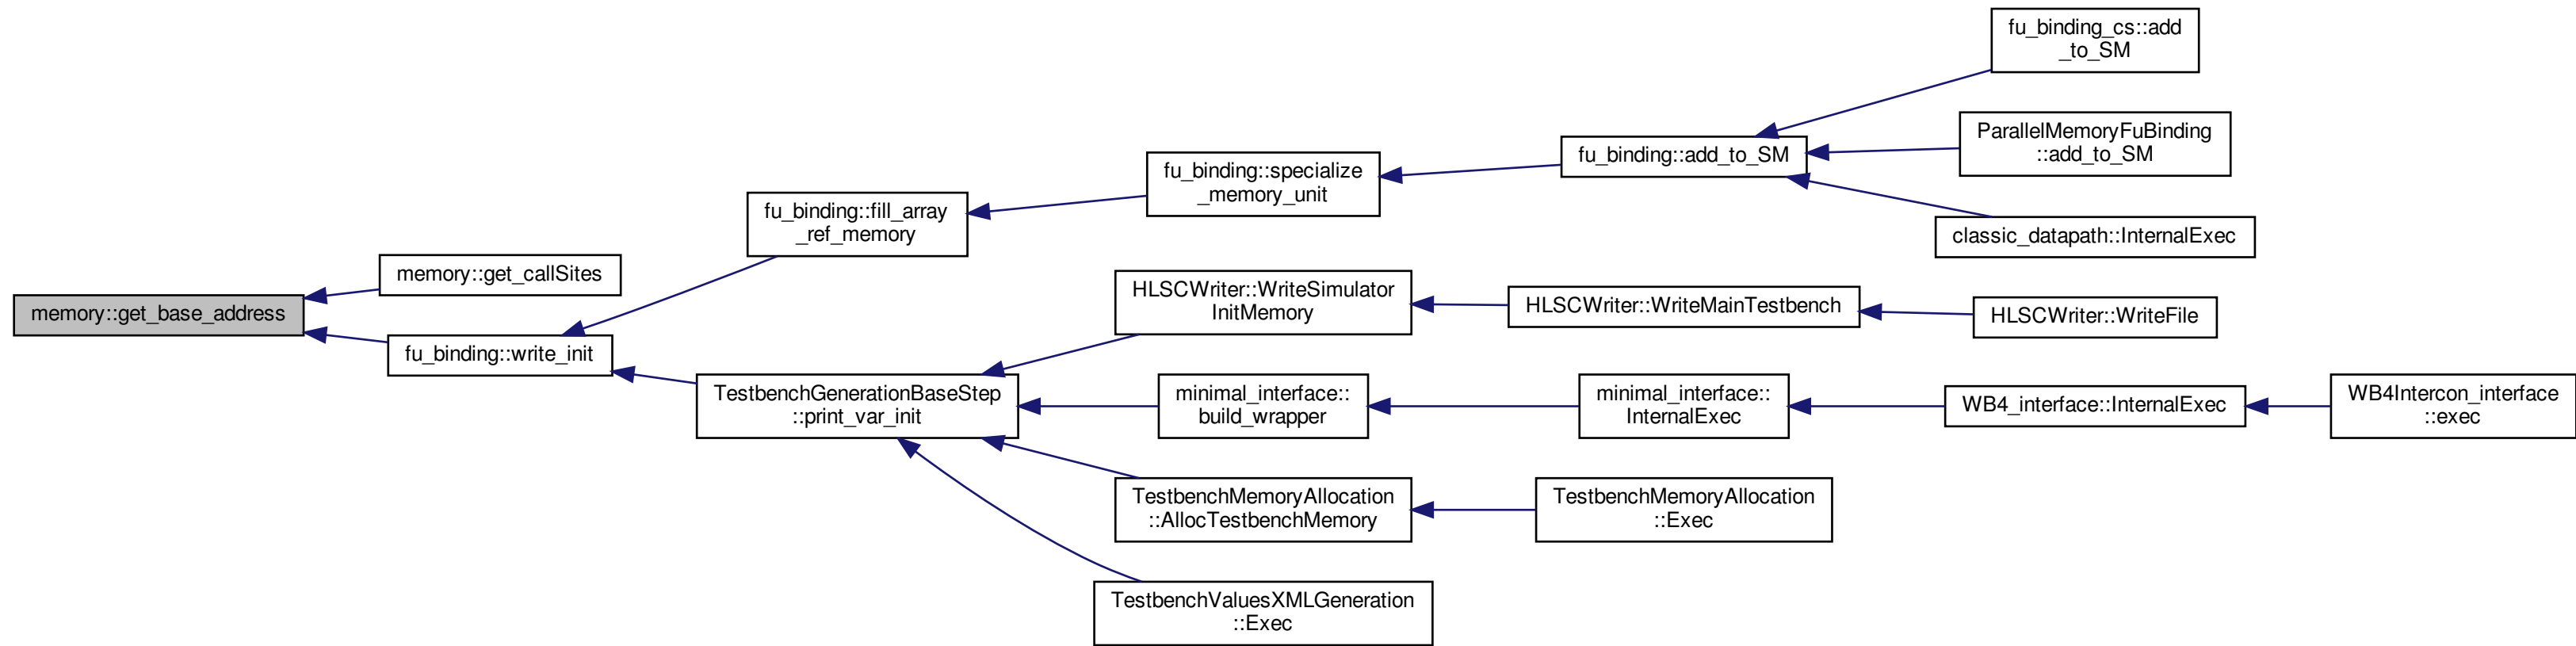 memory::get_base_address
memory::get_callSites
fu_binding::write_init
fu_binding::fill_array
_ref_memory
fu_binding::specialize
_memory_unit
fu_binding::add_to_SM
fu_binding_cs::add
_to_SM
ParallelMemoryFuBinding
::add_to_SM
classic_datapath::InternalExec
TestbenchGenerationBaseStep
::print_var_init
HLSCWriter::WriteSimulator
InitMemory
HLSCWriter::WriteMainTestbench
HLSCWriter::WriteFile
minimal_interface::
build_wrapper
minimal_interface::
InternalExec
WB4_interface::InternalExec
WB4Intercon_interface
::exec
TestbenchMemoryAllocation
::AllocTestbenchMemory
TestbenchMemoryAllocation
::Exec
TestbenchValuesXMLGeneration
::Exec